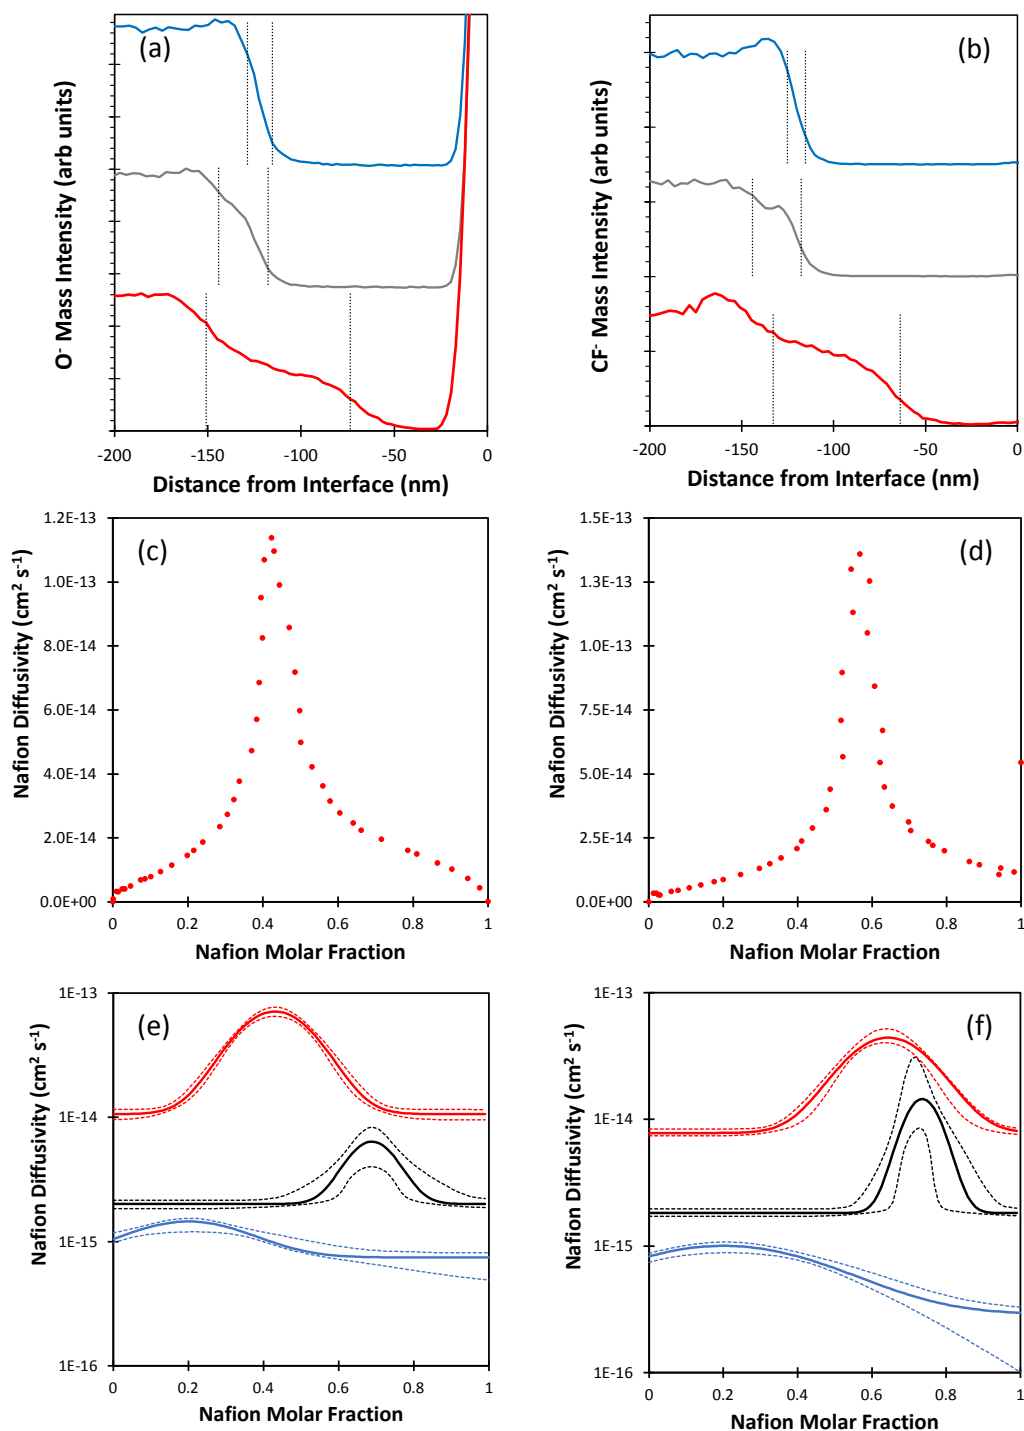 (a)
O⁻ Mass Intensity (arb units)
-200 -150 -100 -50 0
Distance from Interface (nm)
(b)
CF⁻ Mass Intensity (arb units)
-200 -150 -100 -50 0
Distance from Interface (nm)
(c)
Nafion Diffusivity (cm² s⁻¹)
1.2E-13
1.0E-13
8.0E-14
6.0E-14
4.0E-14
2.0E-14
0.0E+00
0 0.2 0.4 0.6 0.8 1
Nafion Molar Fraction
(d)
Nafion Diffusivity (cm² s⁻¹)
1.5E-13
1.3E-13
1.0E-13
7.5E-14
5.0E-14
2.5E-14
0.0E+00
0 0.2 0.4 0.6 0.8 1
Nafion Molar Fraction
(e)
Nafion Diffusivity (cm² s⁻¹)
1E-13
1E-14
1E-15
1E-16
0 0.2 0.4 0.6 0.8 1
Nafion Molar Fraction
(f)
Nafion Diffusivity (cm² s⁻¹)
1E-13
1E-14
1E-15
1E-16
0 0.2 0.4 0.6 0.8 1
Nafion Molar Fraction